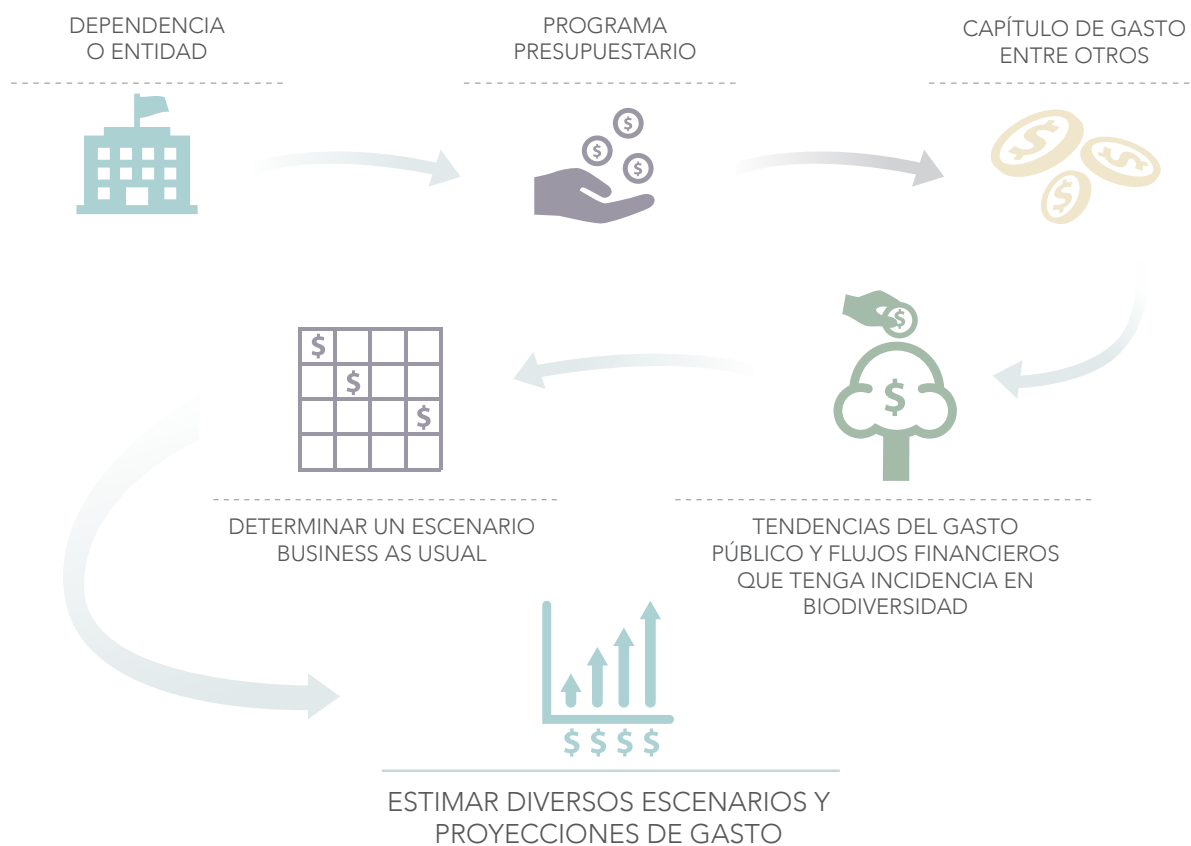 DEPENDENCIA
O ENTIDAD
PROGRAMA
PRESUPUESTARIO
CAPÍTULO DE GASTO
ENTRE OTROS
$
$
$
$
$
$
$
$
$
$
$
TENDENCIAS DEL GASTO
PÚBLICO Y FLUJOS FINANCIEROS
QUE TENGA INCIDENCIA EN
BIODIVERSIDAD
DETERMINAR UN ESCENARIO
BUSINESS AS USUAL
$ $ $ $
ESTIMAR DIVERSOS ESCENARIOS Y
PROYECCIONES DE GASTO